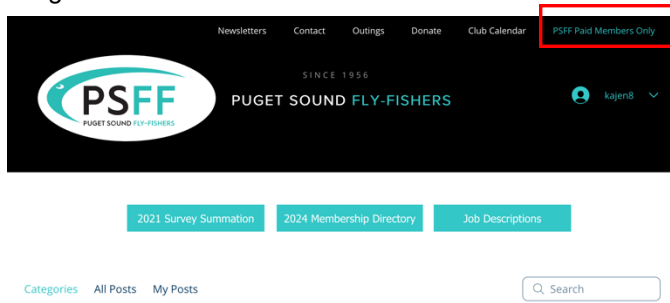 Newsletters Contact Outings Donate Club Calendar PSFF Paid Members Only
SINCE 1956
PSFF
PUGET SOUND FLY-FISHERS
PUGET SOUND FLY-FISHERS
kajen8
2021 Survey Summation 2024 Membership Directory Job Descriptions
Categories All Posts My Posts Search